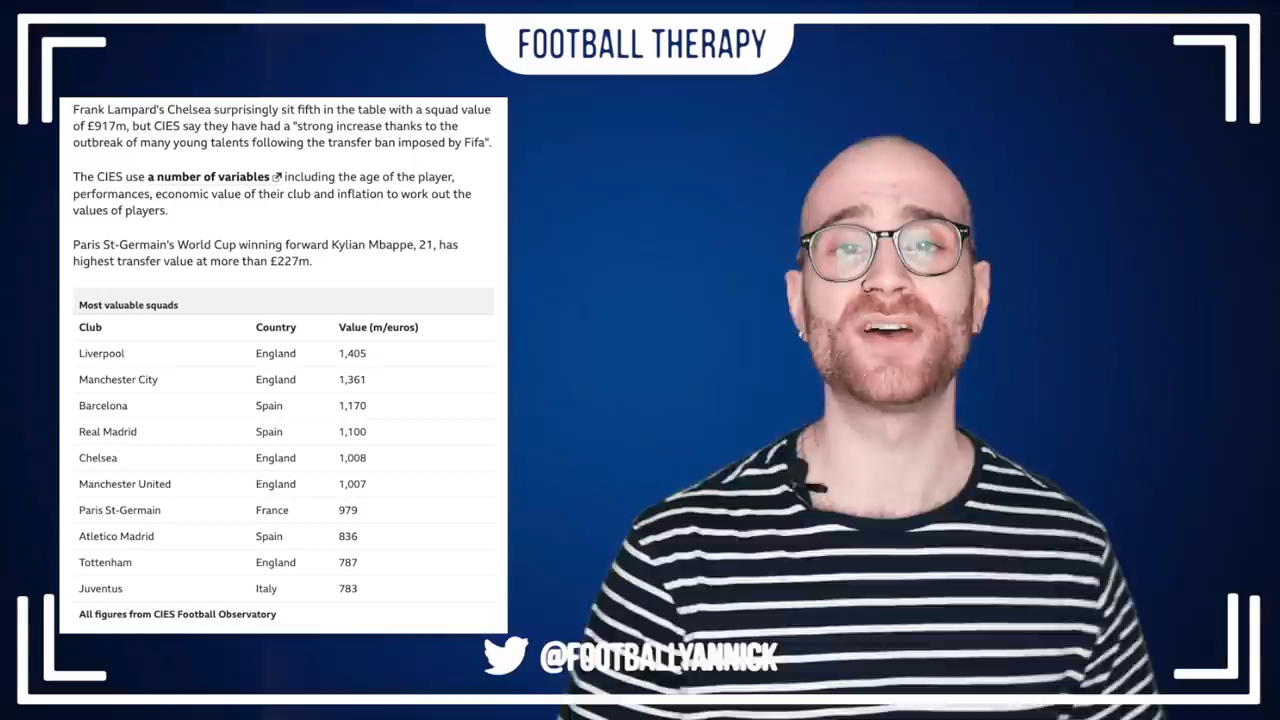 FOOTBALL THERAPY
Frank Lampard's Chelsea surprisingly sit fifth in the table with a squad value
of £917m, but CIES say they have had a "strong increase thanks to the
outbreak of many young talents following the transfer ban imposed by Fifa".
The CIES use a number of variables including the age of the player,
performances, economic value of their club and inflation to work out the
values of players.
Paris St-Germain's World Cup winning forward Kylian Mbappe, 21, has
highest transfer value at more than £227m.
Most valuable squads
Club Country Value (m/euros)
Liverpool England 1,405
Manchester City England 1,361
Barcelona Spain 1,170
Real Madrid Spain 1,100
Chelsea England 1,008
Manchester United England 1,007
Paris St-Germain France 979
Atletico Madrid Spain 836
Tottenham England 787
Juventus Italy 783
All figures from CIES Football Observatory
@FOOTBALLYANNICK